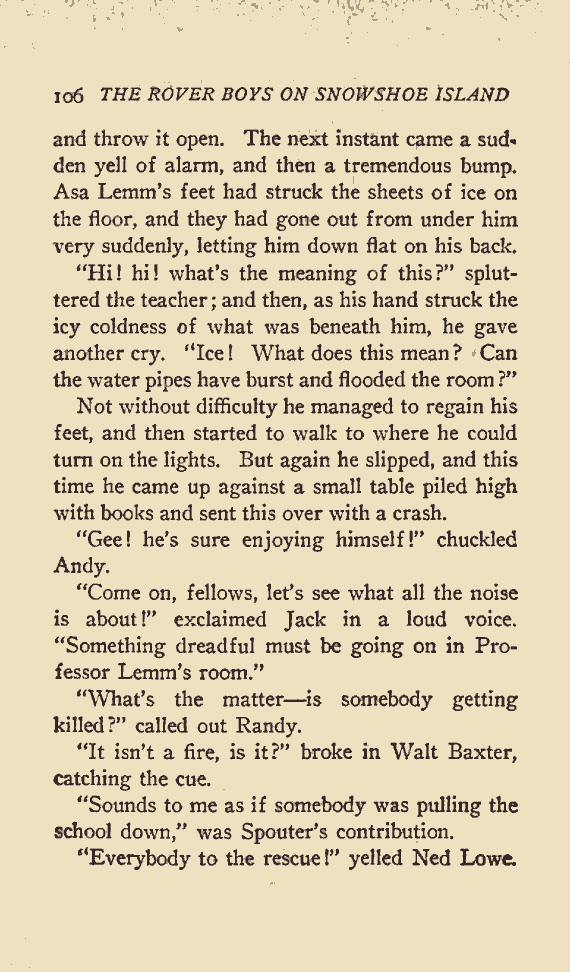 106 THE ROVER BOYS ON SNOWSHOE ISLAND
and throw it open. The next instant came a sud-
den yell of alarm, and then a tremendous bump.
Asa Lemm's feet had struck the sheets of ice on
the floor, and they had gone out from under him
very suddenly, letting him down flat on his back.
"Hi! hi! what's the meaning of this?" splut-
tered the teacher; and then, as his hand struck the
icy coldness of what was beneath him, he gave
another cry. "Ice! What does this mean? Can
the water pipes have burst and flooded the room?"
Not without difficulty he managed to regain his
feet, and then started to walk to where he could
turn on the lights. But again he slipped, and this
time he came up against a small table piled high
with books and sent this over with a crash.
"Gee! he's sure enjoying himself!" chuckled
Andy.
"Come on, fellows, let's see what all the noise
is about!" exclaimed Jack in a loud voice.
"Something dreadful must be going on in Pro-
fessor Lemm's room."
"What's the matter—is somebody getting
killed?" called out Randy.
"It isn't a fire, is it?" broke in Walt Baxter,
catching the cue.
"Sounds to me as if somebody was pulling the
school down," was Spouter's contribution.
"Everybody to the rescue!" yelled Ned Lowe.